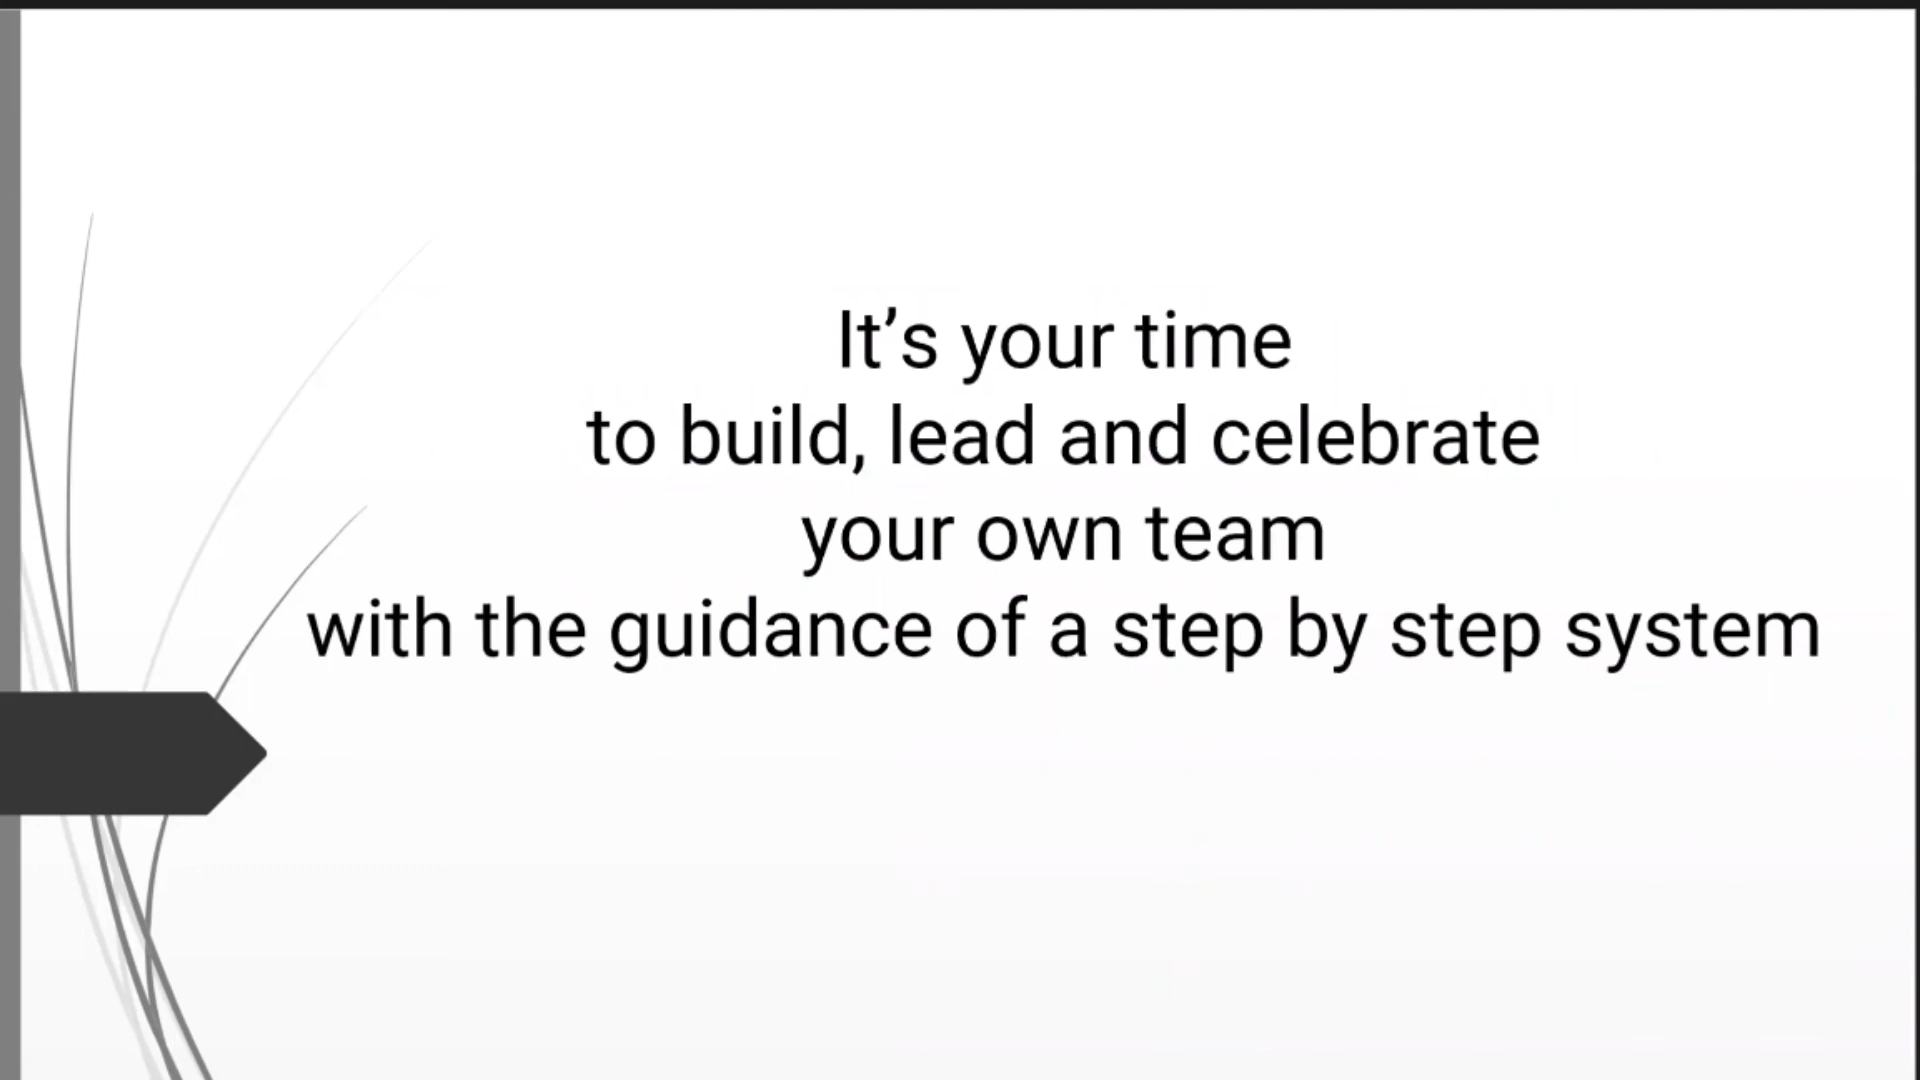 It’s your time
to build, lead and celebrate
your own team
with the guidance of a step by step system